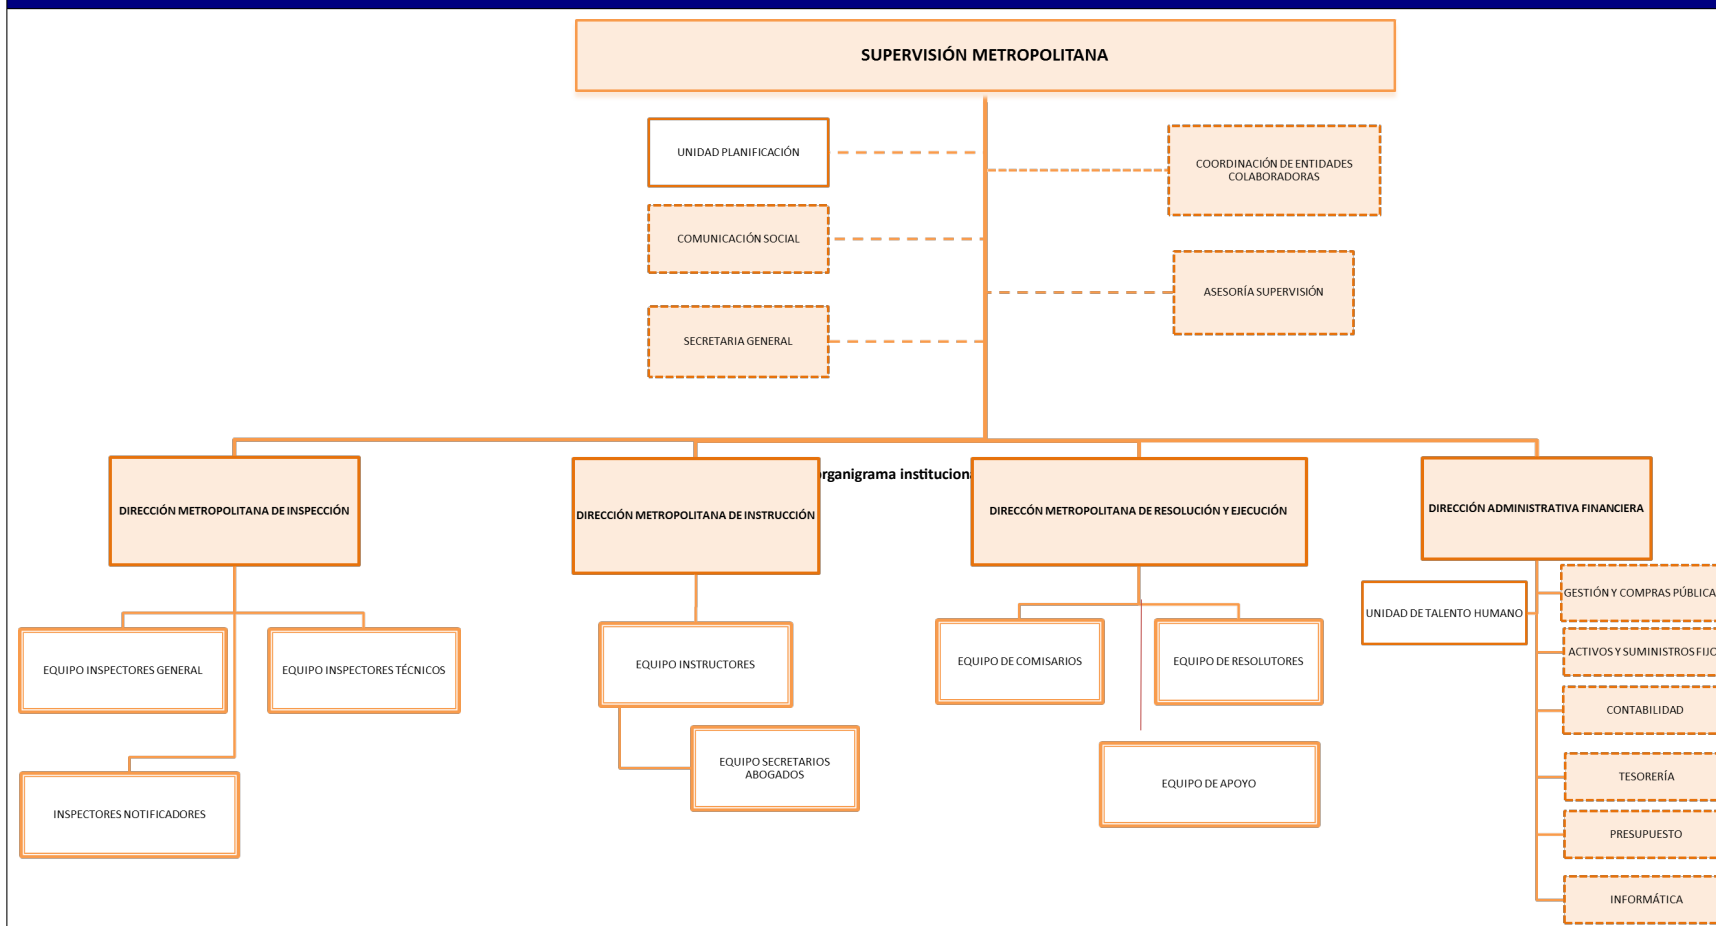 SUPERVISIÓN METROPOLITANA
UNIDAD PLANIFICACIÓN
COORDINACIÓN DE ENTIDADES
COLABORADORAS
COMUNICACIÓN SOCIAL
ASESORÍA SUPERVISIÓN
SECRETARIA GENERAL
organigrama instituciona
DIRECCIÓN METROPOLITANA DE INSPECCIÓN
DIRECCIÓN METROPOLITANA DE INSTRUCCIÓN
DIRECCÓN METROPOLITANA DE RESOLUCIÓN Y EJECUCIÓN
DIRECCIÓN ADMINISTRATIVA FINANCIERA
EQUIPO INSPECTORES GENERAL
EQUIPO INSPECTORES TÉCNICOS
INSPECTORES NOTIFICADORES
EQUIPO INSTRUCTORES
EQUIPO SECRETARIOS
ABOGADOS
EQUIPO DE COMISARIOS
EQUIPO DE RESOLUTORES
EQUIPO DE APOYO
UNIDAD DE TALENTO HUMANO
GESTIÓN Y COMPRAS PÚBLICA
ACTIVOS Y SUMINISTROS FIJO
CONTABILIDAD
TESORERÍA
PRESUPUESTO
INFORMÁTICA